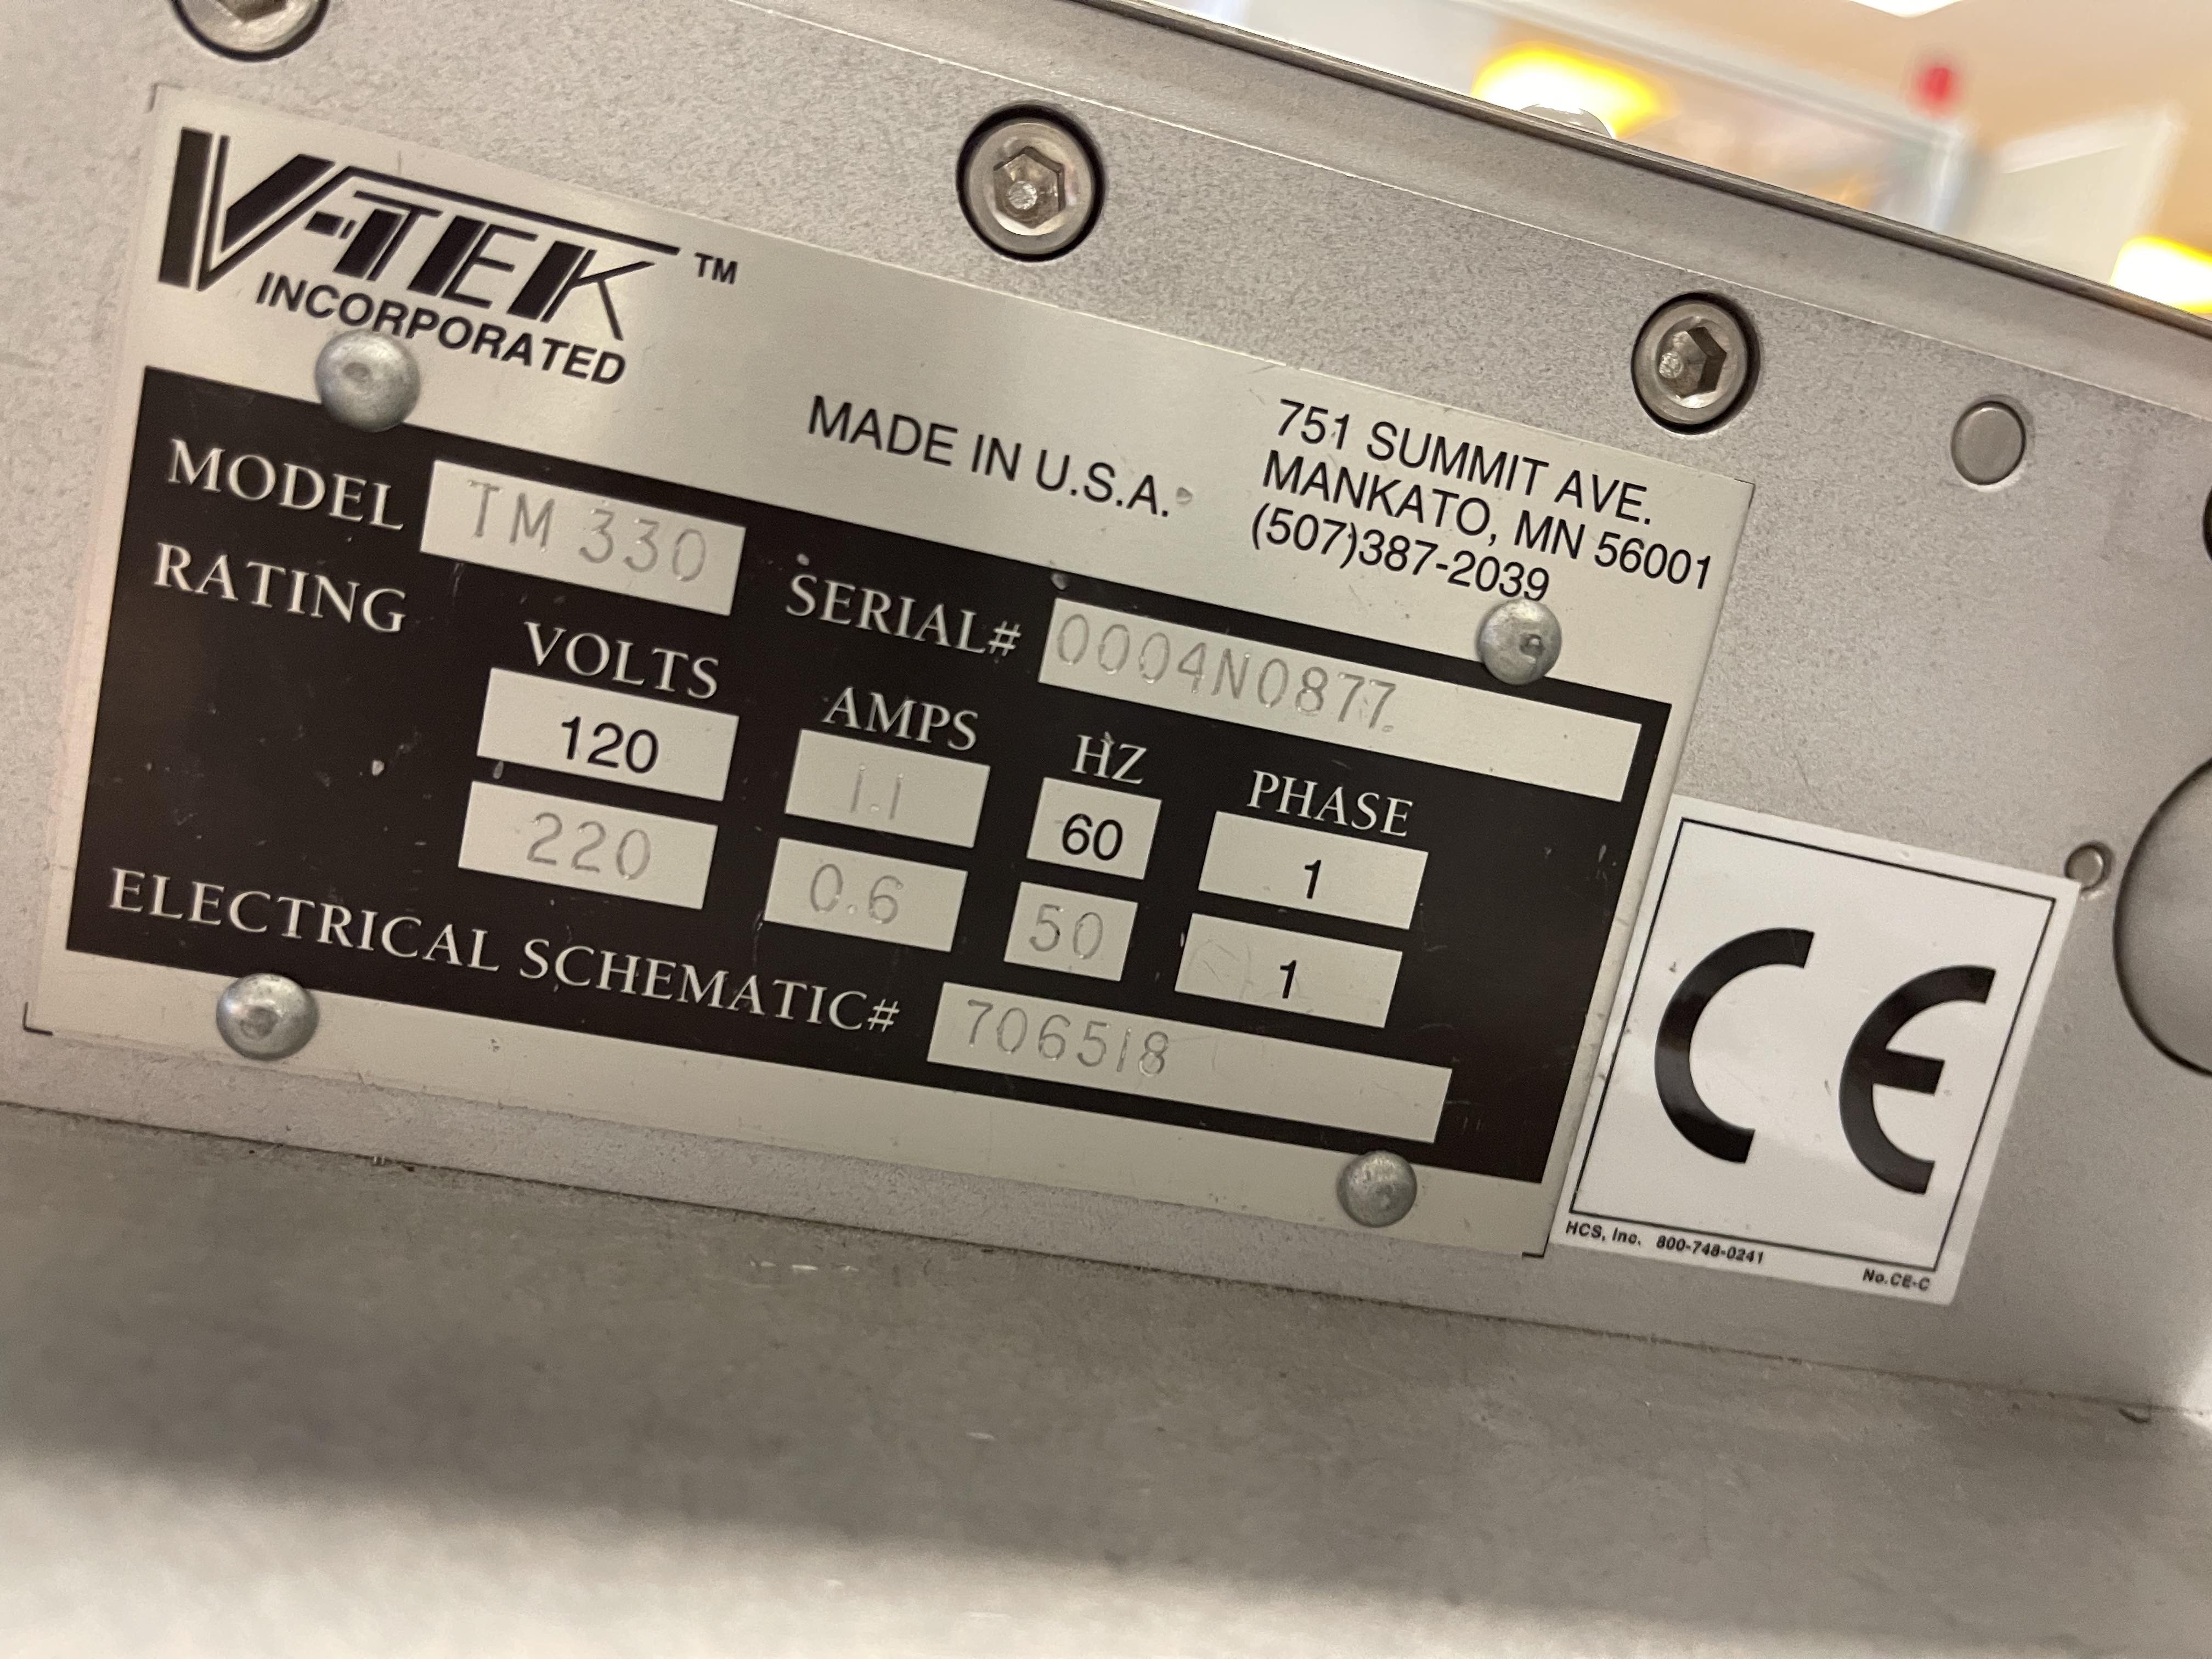 V-TEK™
INCORPORATED
MADE IN U.S.A.
751 SUMMIT AVE.
MANKATO, MN 56001
(507)387-2039
MODEL TM 330
SERIAL# 0004N0877
RATING
VOLTS AMPS HZ PHASE
120 1.1 60 1
220 0.6 50 1
ELECTRICAL SCHEMATIC# 706518
CE
HCS, Inc. 800-748-0241 No.CE-C